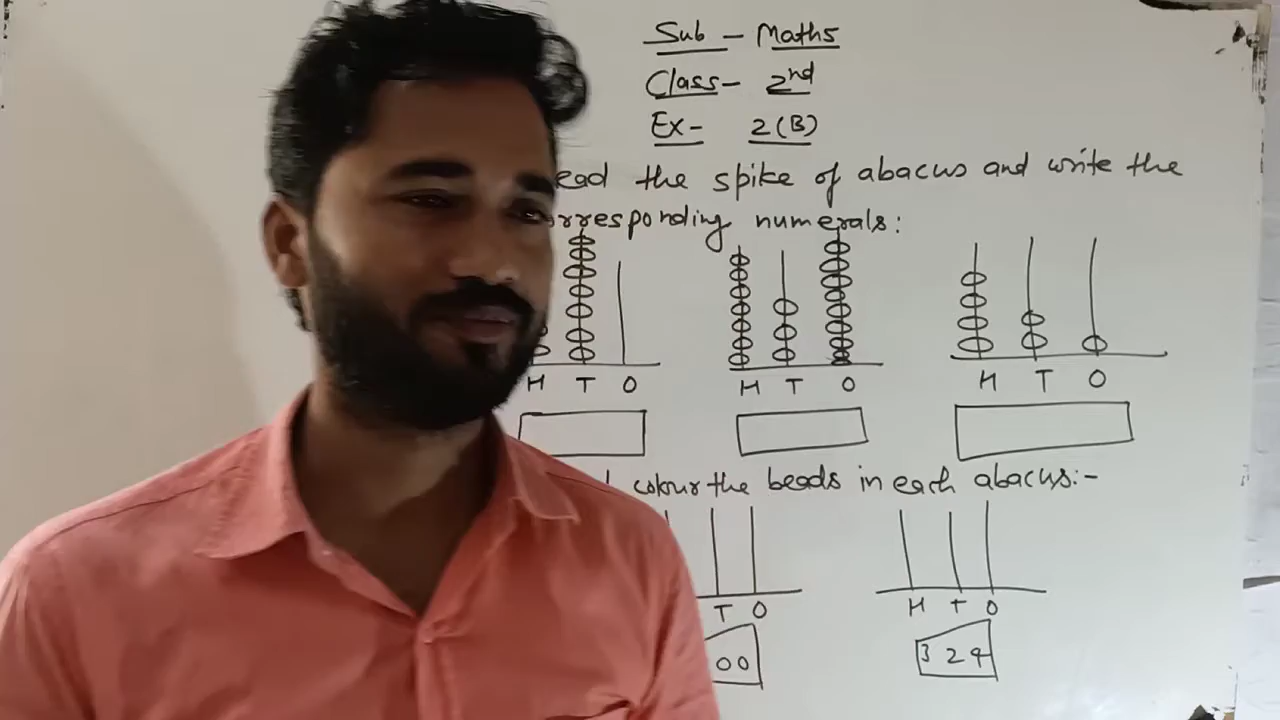 Sub - Maths
Class- 2nd
Ex- 2(B)
ead the spike of abacus and write the
orresponding numerals:
H T O H T O H T O
colour the beads in each abacus:-
T O H T O
00 324